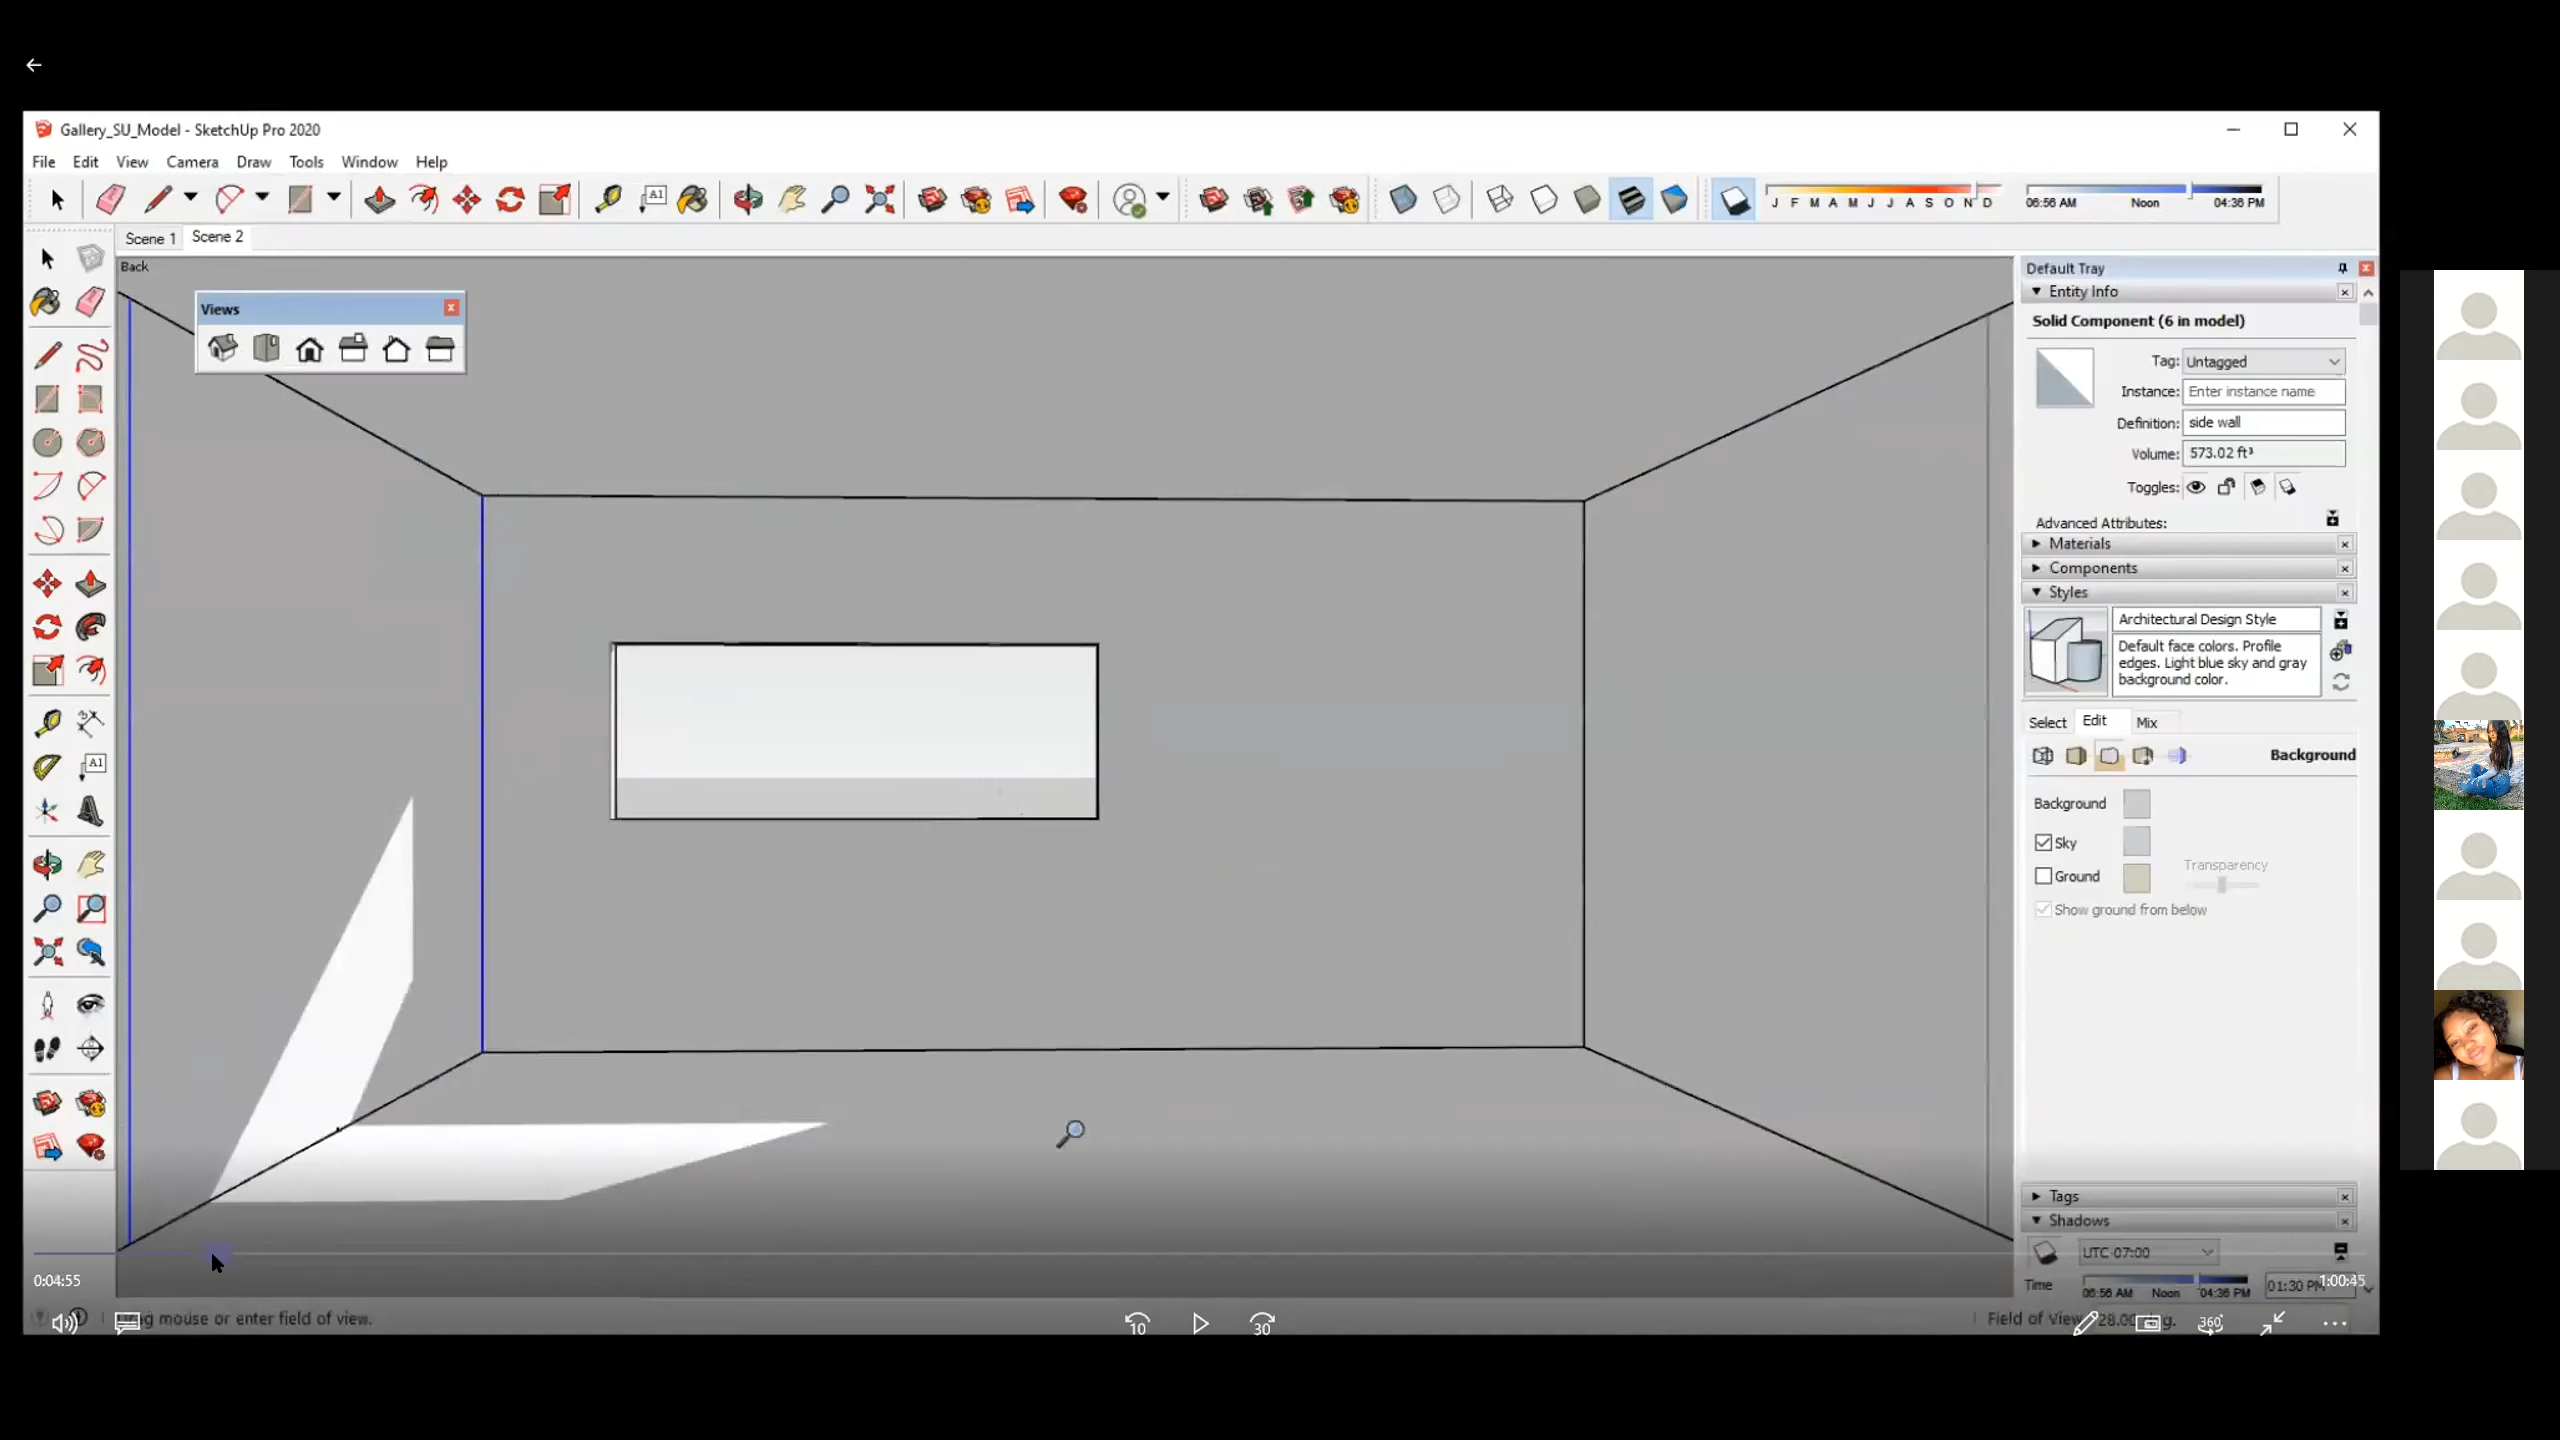 Gallery_SU_Model - SketchUp Pro 2020
File Edit View Camera Draw Tools Window Help
A1
J F M A M J J A S O N D
06:56 AM Noon 04:36 PM
Scene 1 Scene 2
Back
Views
A1
Default Tray
Entity Info
Solid Component (6 in model)
Tag: Untagged
Instance: Enter instance name
Definition: side wall
Volume: 573.02 ft³
Toggles:
Advanced Attributes:
Materials
Components
Styles
Architectural Design Style
Default face colors. Profile
edges. Light blue sky and gray
background color.
Select Edit Mix
Background
Background
Sky
Transparency
Ground
Show ground from below
Tags
Shadows
UTC-07:00
Time 06:56 AM Noon 04:36 PM 01:30 PM
0:04:55 1:00:45
mouse or enter field of view.
Field of View
10 30 360